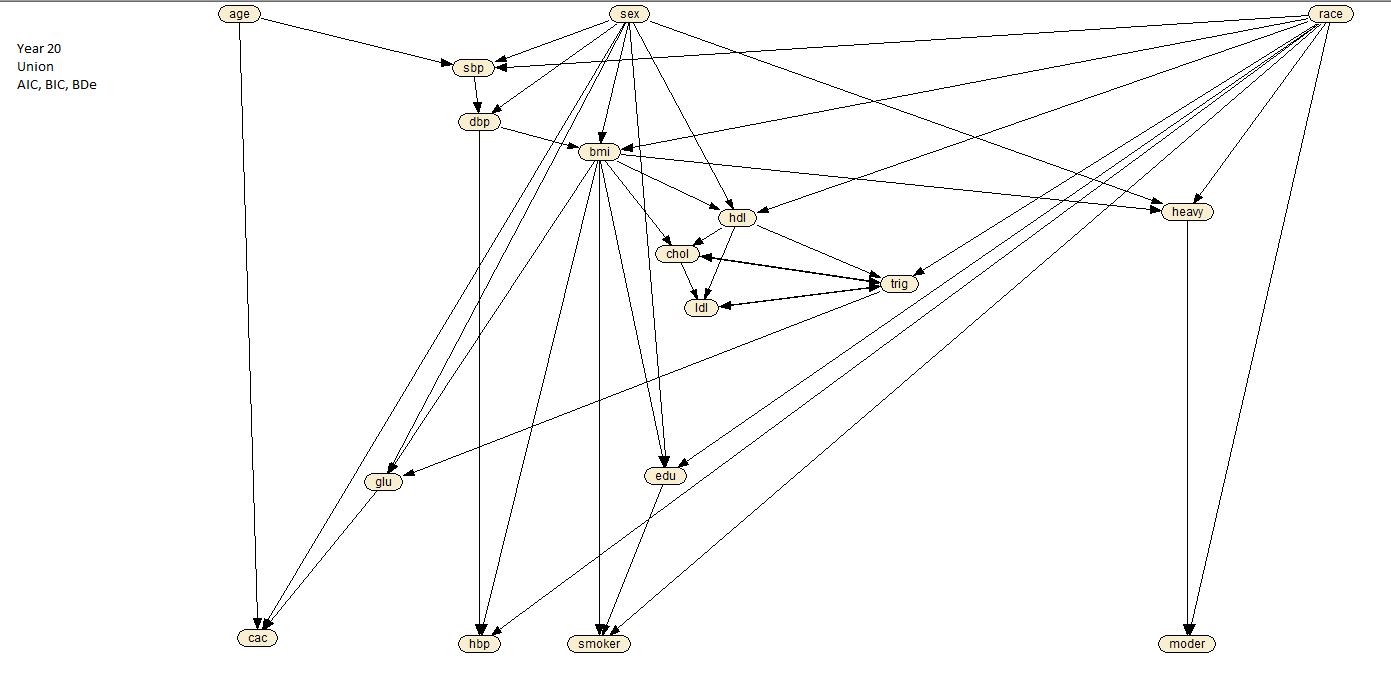 age
sex
race
Year 20
Union
AIC, BIC, BDe
sbp
dbp
bmi
hdl
heavy
chol
trig
ldl
glu
edu
cac
hbp
smoker
moder